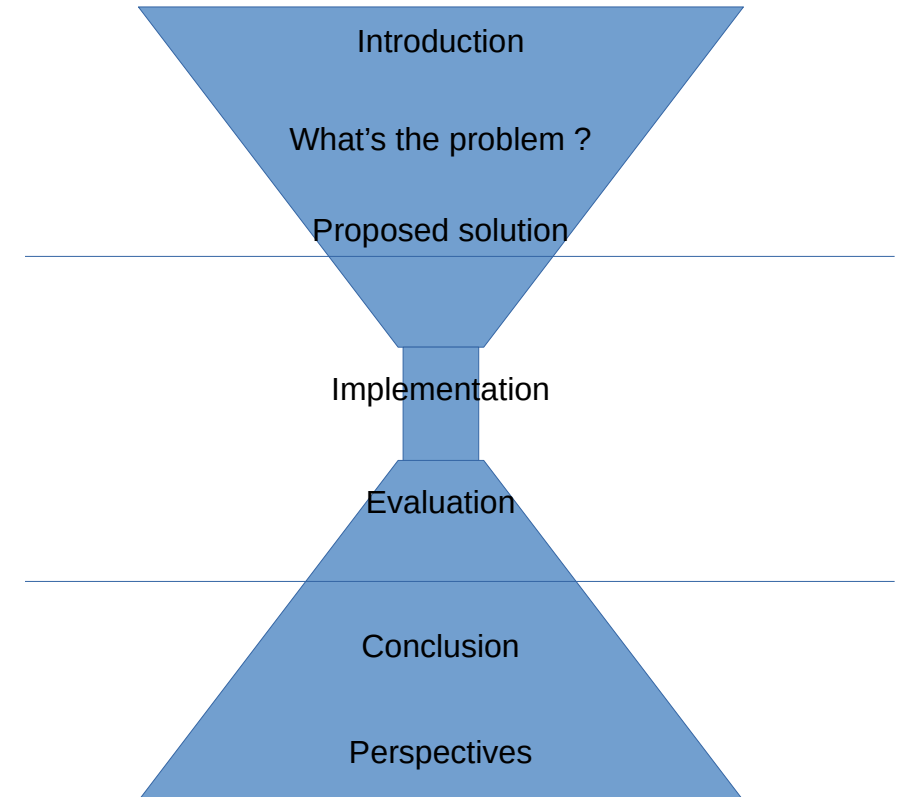 Introduction
What’s the problem ?
Proposed solution
Implementation
Evaluation
Conclusion
Perspectives